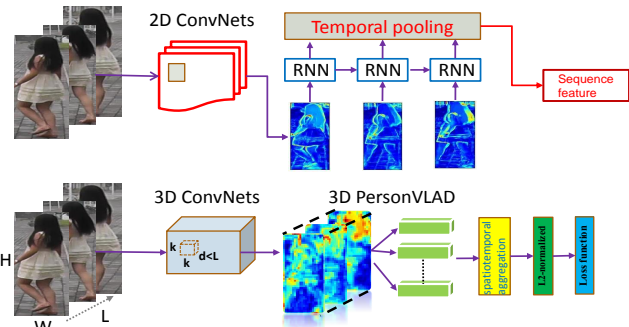 2D ConvNets
Temporal pooling
RNN
RNN
RNN
Sequence
feature
3D ConvNets
3D PersonVLAD
k
k
d<L
H
W
L
spatiotemporal
aggregation
L2-normalized
Loss function